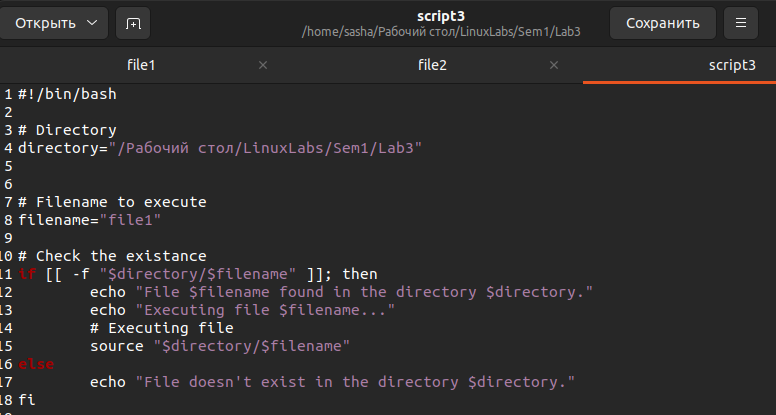 Открыть
script3
/home/sasha/Рабочий стол/LinuxLabs/Sem1/Lab3
Сохранить
file1
file2
script3
1 #!/bin/bash
2
3 # Directory
4 directory="/Рабочий стол/LinuxLabs/Sem1/Lab3"
5
6
7 # Filename to execute
8 filename="file1"
9
10 # Check the existance
11 if [[ -f "$directory/$filename" ]]; then
12 echo "File $filename found in the directory $directory."
13 echo "Executing file $filename..."
14 # Executing file
15 source "$directory/$filename"
16 else
17 echo "File doesn't exist in the directory $directory."
18 fi